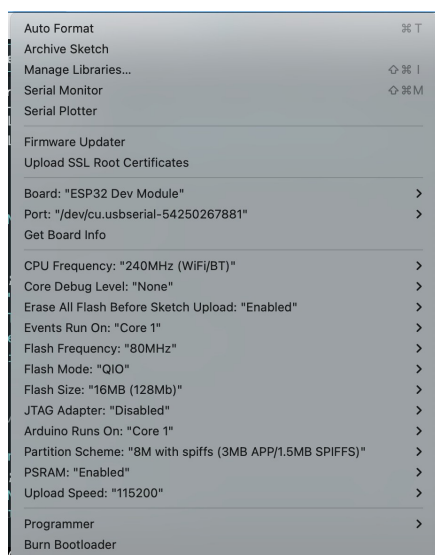 Auto Format ⌘ T
Archive Sketch
Manage Libraries... ⇧ ⌘ I
Serial Monitor ⇧ ⌘ M
Serial Plotter
Firmware Updater
Upload SSL Root Certificates
Board: "ESP32 Dev Module"
Port: "/dev/cu.usbserial-54250267881"
Get Board Info
CPU Frequency: "240MHz (WiFi/BT)"
Core Debug Level: "None"
Erase All Flash Before Sketch Upload: "Enabled"
Events Run On: "Core 1"
Flash Frequency: "80MHz"
Flash Mode: "QIO"
Flash Size: "16MB (128Mb)"
JTAG Adapter: "Disabled"
Arduino Runs On: "Core 1"
Partition Scheme: "8M with spiffs (3MB APP/1.5MB SPIFFS)"
PSRAM: "Enabled"
Upload Speed: "115200"
Programmer
Burn Bootloader